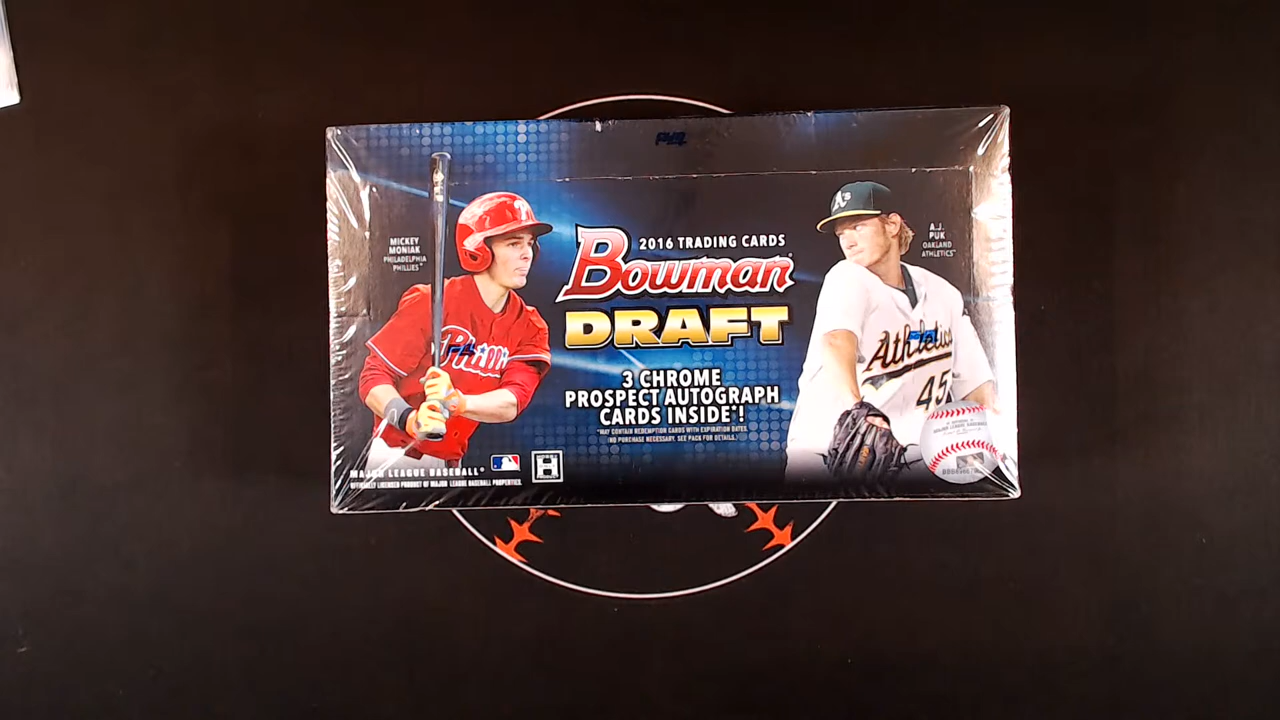 MICKEY
MONIAK
PHILADELPHIA
PHILLIES™
2016 TRADING CARDS
Bowman®
DRAFT
3 CHROME
PROSPECT AUTOGRAPH
CARDS INSIDE*!
*MAY CONTAIN REDEMPTION CARDS WITH EXPIRATION DATES.
(NO PURCHASE NECESSARY, SEE PACK FOR DETAILS.)
A.J.
PUK
OAKLAND
ATHLETICS™
A's
Athletics
45
P
Phillies
MAJOR LEAGUE BASEBALL®
OFFICIALLY LICENSED PRODUCT OF MAJOR LEAGUE BASEBALL PROPERTIES.
H